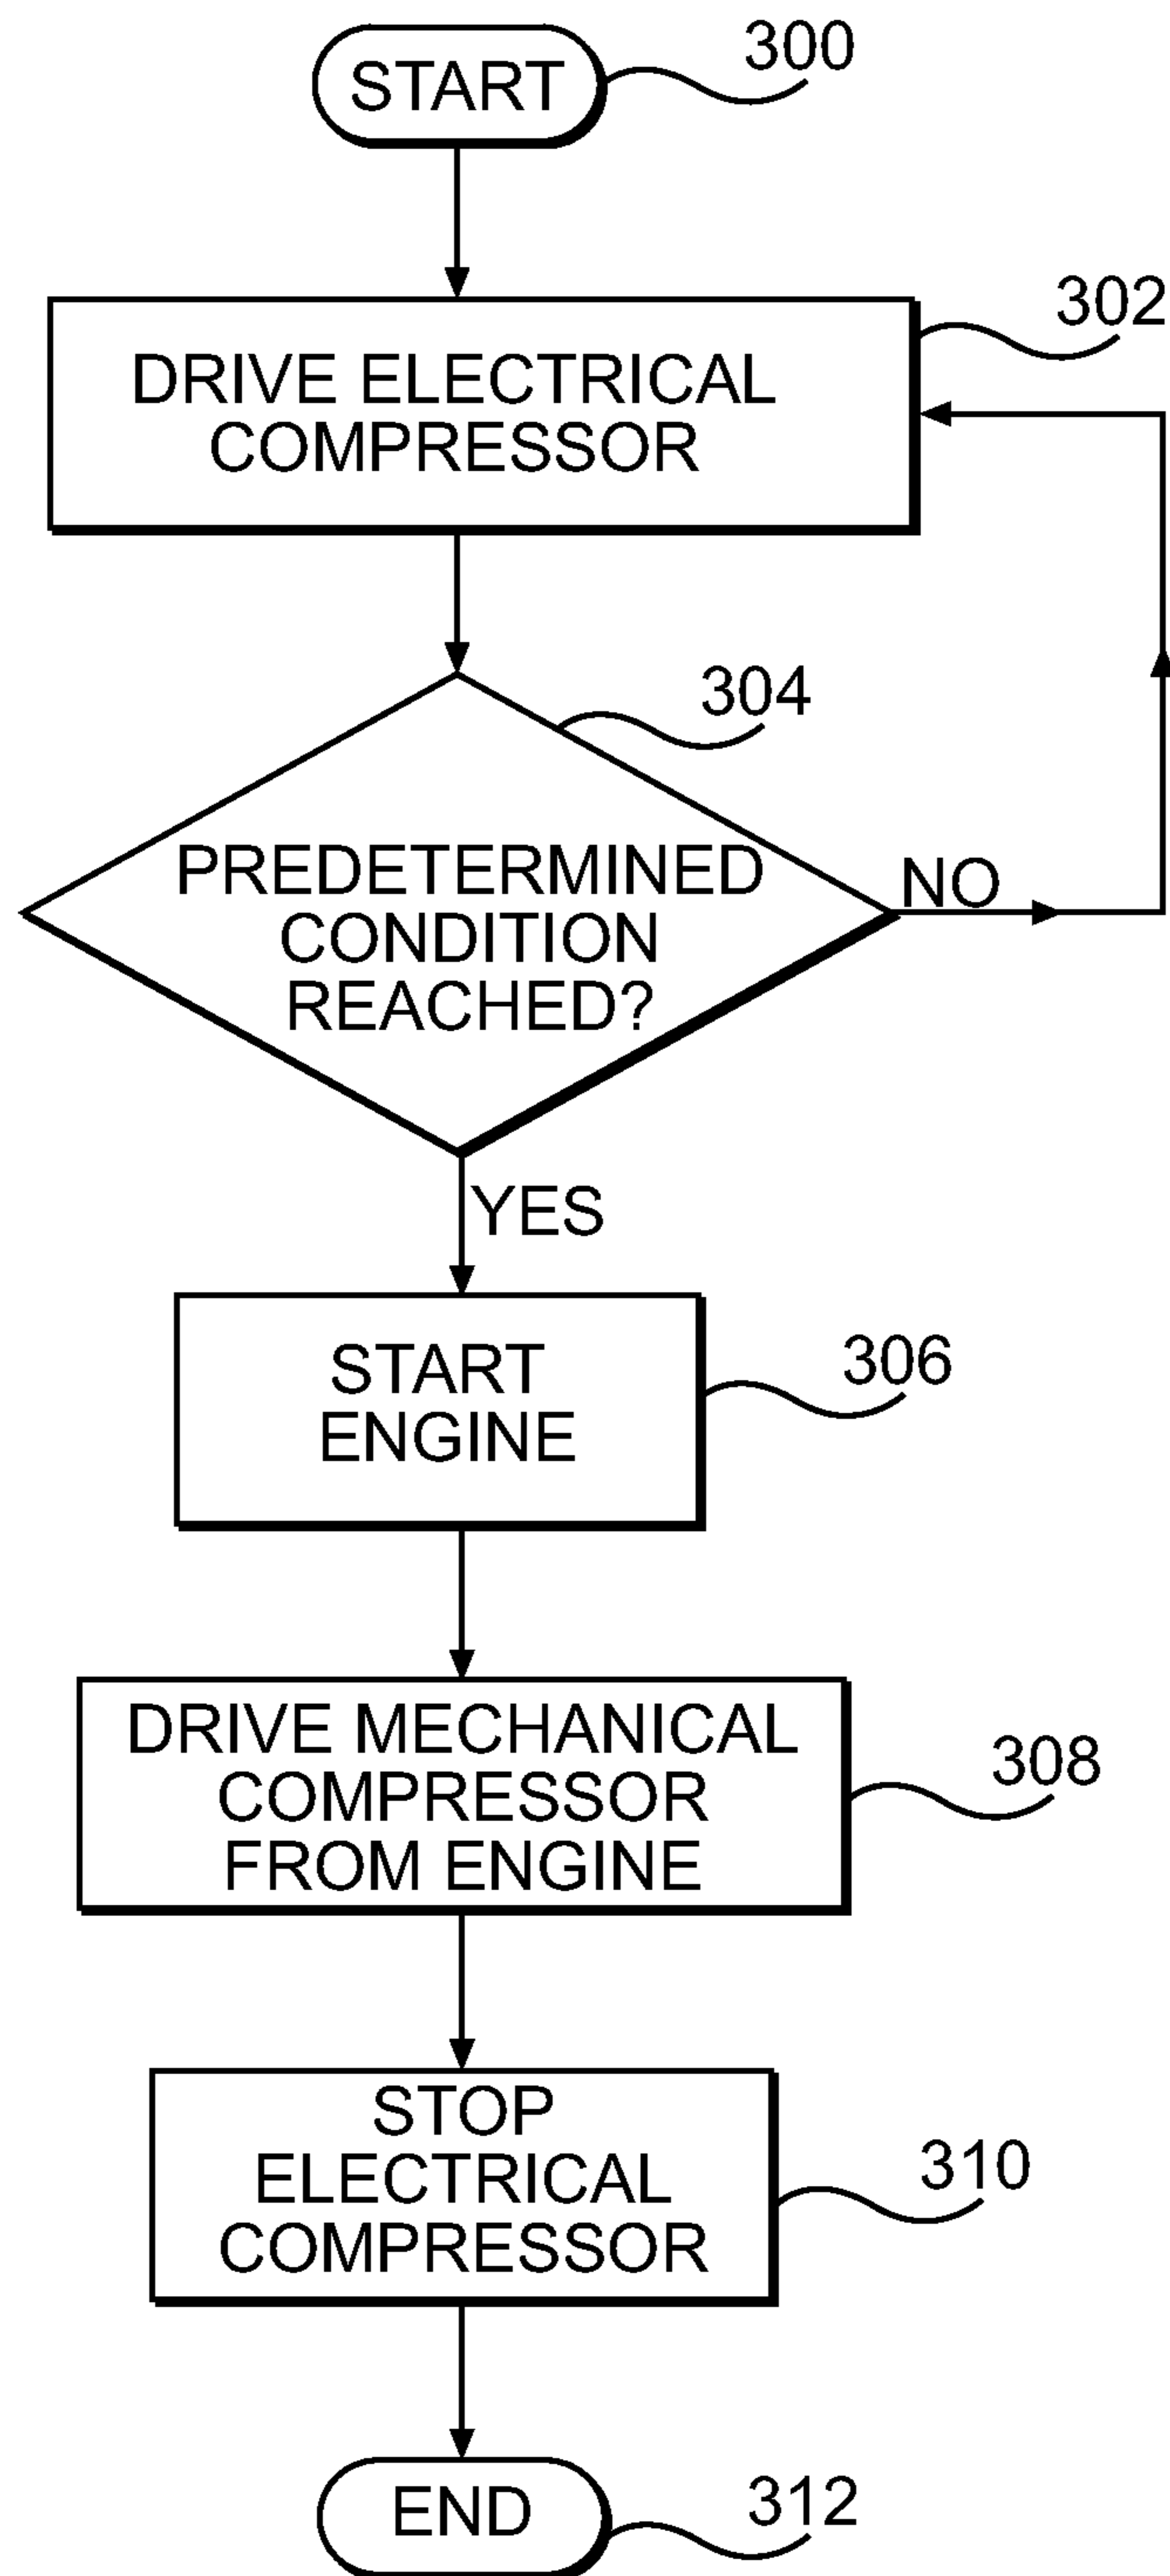 START
300
302
DRIVE ELECTRICAL
COMPRESSOR
304
PREDETERMINED
CONDITION
REACHED?
NO
YES
START
ENGINE
306
DRIVE MECHANICAL
COMPRESSOR
FROM ENGINE
308
STOP
ELECTRICAL
COMPRESSOR
310
END
312